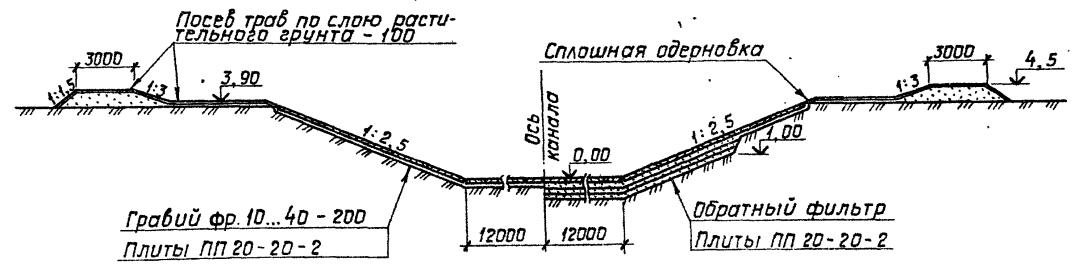 Посев трав по слою расти-
тельного грунта - 100
Сплошная одерновка
3000
3000
4,5
1:1,5
1:3
3,90
1:3
1:2,5
Ось
канала
1:2,5
1,00
0,00
Гравий фр. 10...40 - 200
Плиты ПП 20-20-2
12000
12000
Обратный фильтр
Плиты ПП 20-20-2